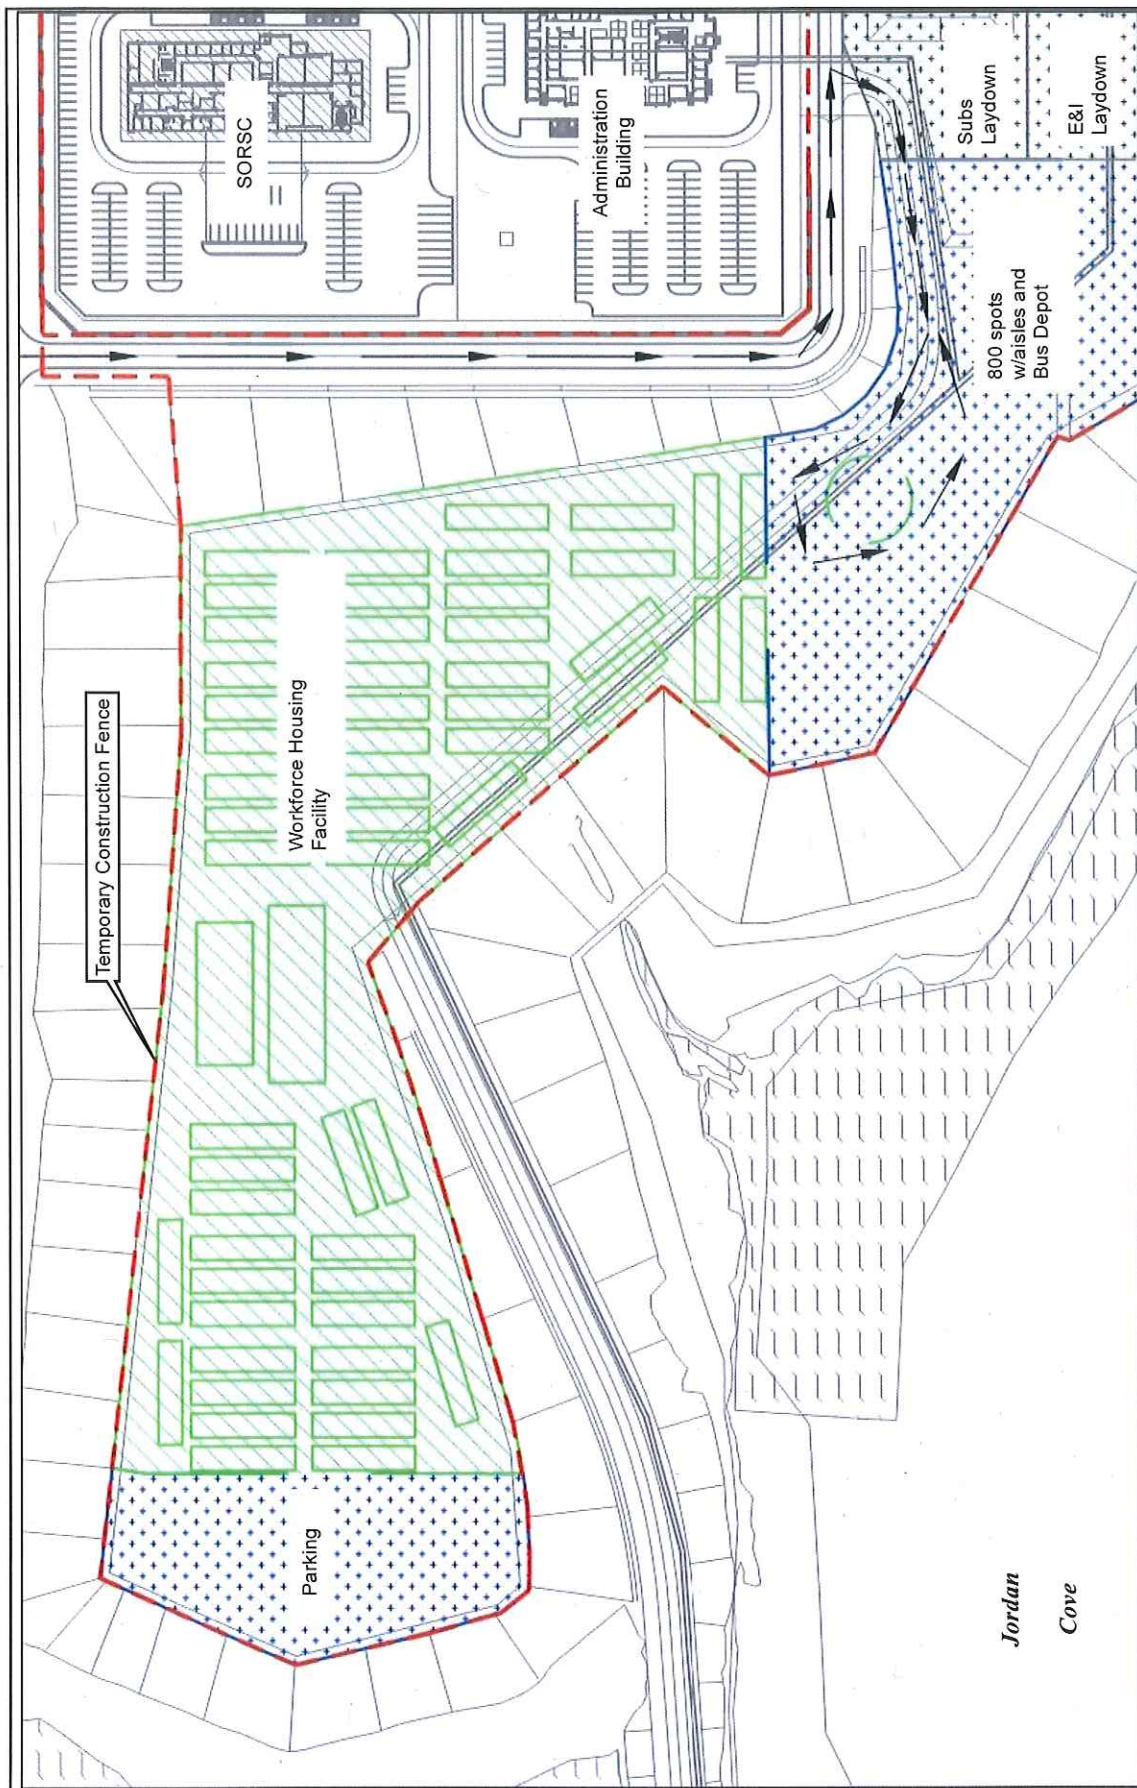 SORSC
Administration
Building
Subs
Laydown
E&I
Laydown
800 spots
w/aisles and
Bus Depot
Temporary Construction Fence
Workforce Housing
Facility
Parking
Jordan
Cove